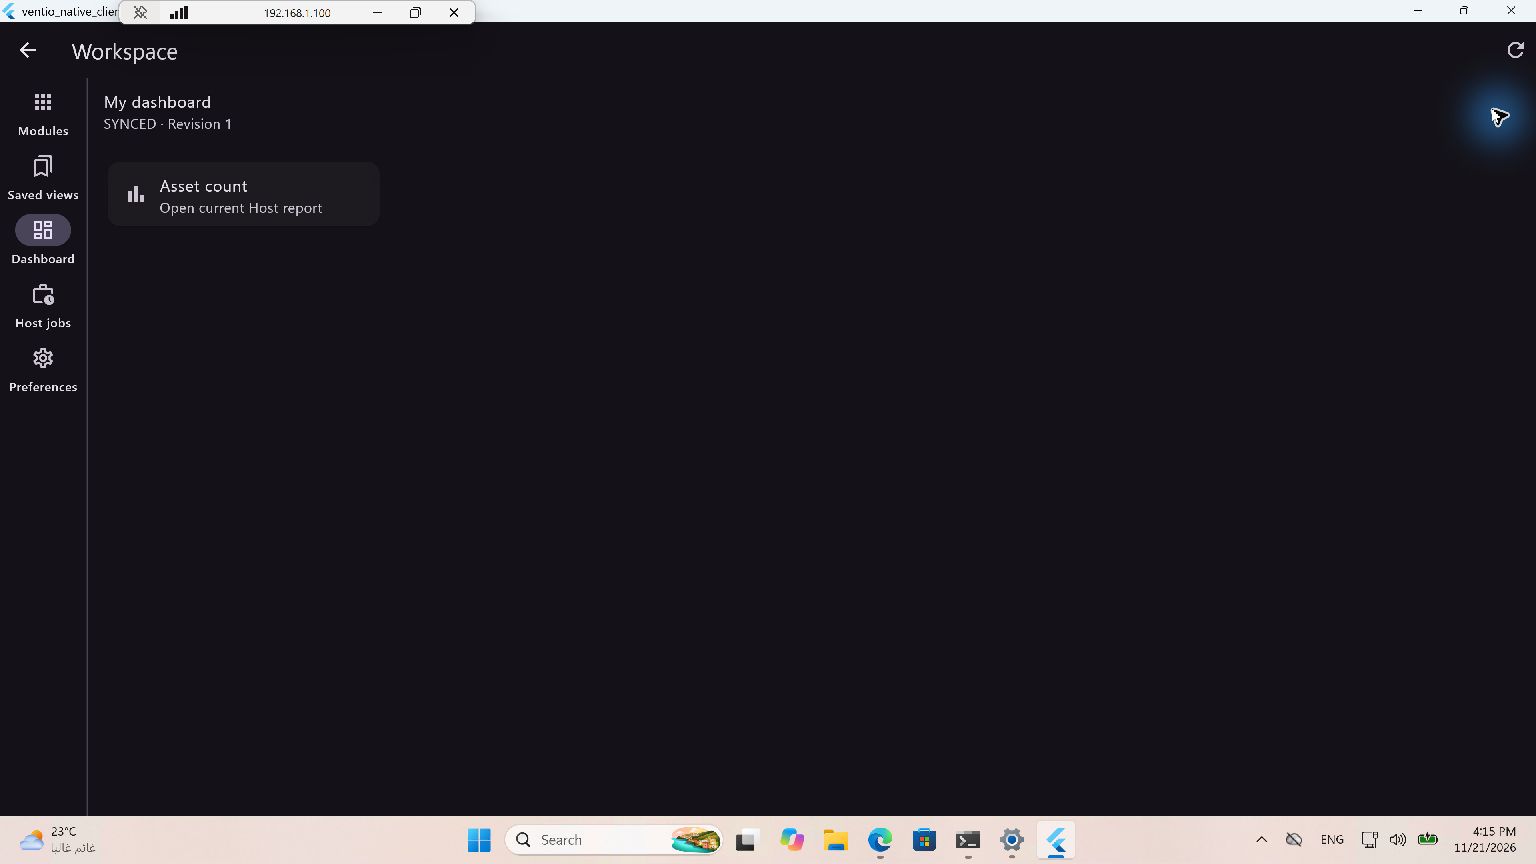 ventio_native_clien
192.168.1.100
Workspace
Modules
Saved views
Dashboard
Host jobs
Preferences
My dashboard
SYNCED · Revision 1
Asset count
Open current Host report
23°C
غائم غالبا
Search
ENG
4:15 PM
11/21/2026